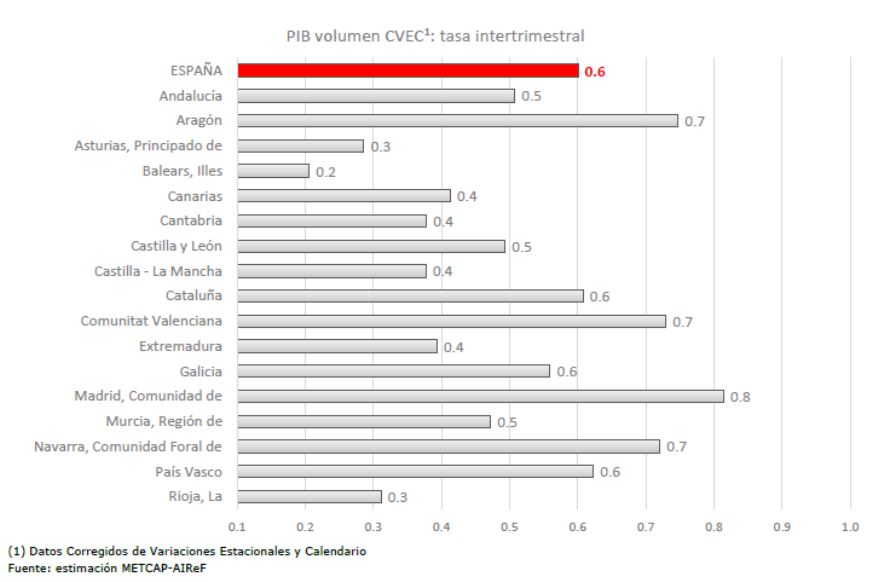 PIB volumen CVEC¹: tasa intertrimestral
ESPAÑA 0.6
Andalucía 0.5
Aragón 0.7
Asturias, Principado de 0.3
Balears, Illes 0.2
Canarias 0.4
Cantabria 0.4
Castilla y León 0.5
Castilla - La Mancha 0.4
Cataluña 0.6
Comunitat Valenciana 0.7
Extremadura 0.4
Galicia 0.6
Madrid, Comunidad de 0.8
Murcia, Región de 0.5
Navarra, Comunidad Foral de 0.7
País Vasco 0.6
Rioja, La 0.3
0.1 0.2 0.3 0.4 0.5 0.6 0.7 0.8 0.9 1.0
(1) Datos Corregidos de Variaciones Estacionales y Calendario
Fuente: estimación METCAP-AIReF